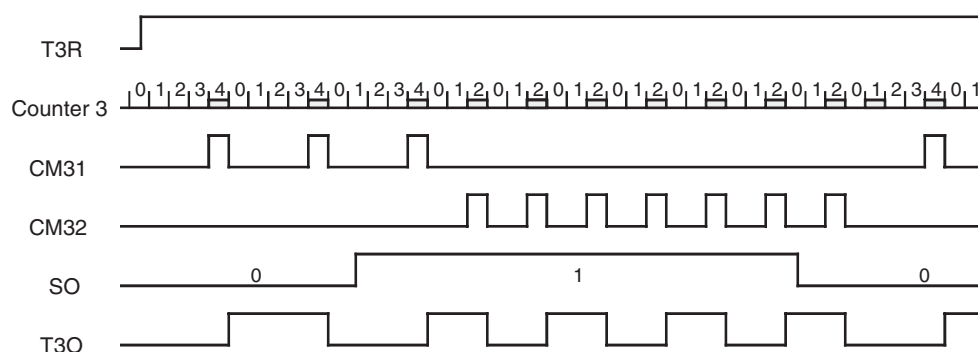 T3R
Counter 3 0 1 2 3 4 0 1 2 3 4 0 1 2 3 4 0 1 2 0 1 2 0 1 2 0 1 2 0 1 2 0 1 2 0 1 2 0 1 2 3 4 0 1
CM31
CM32
SO 0 1 0
T3O